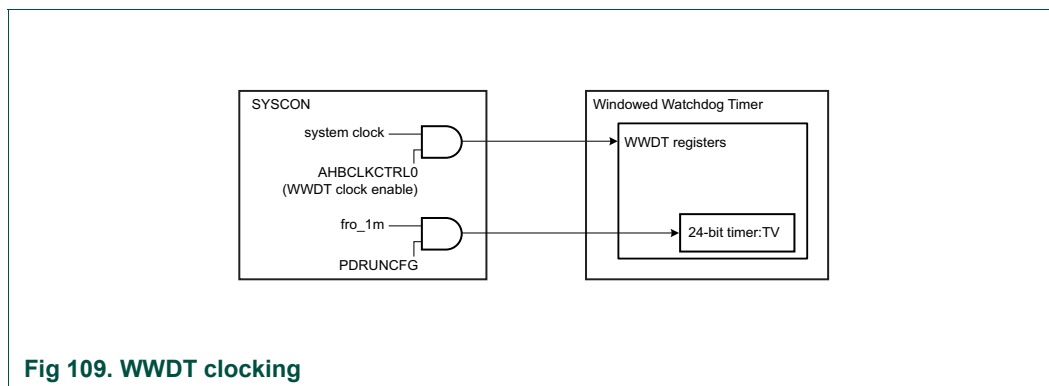 SYSCON
system clock
AHBCLKCTRL0
(WWDT clock enable)
fro_1m
PDRUNCFG
Windowed Watchdog Timer
WWDT registers
24-bit timer:TV
Fig 109. WWDT clocking